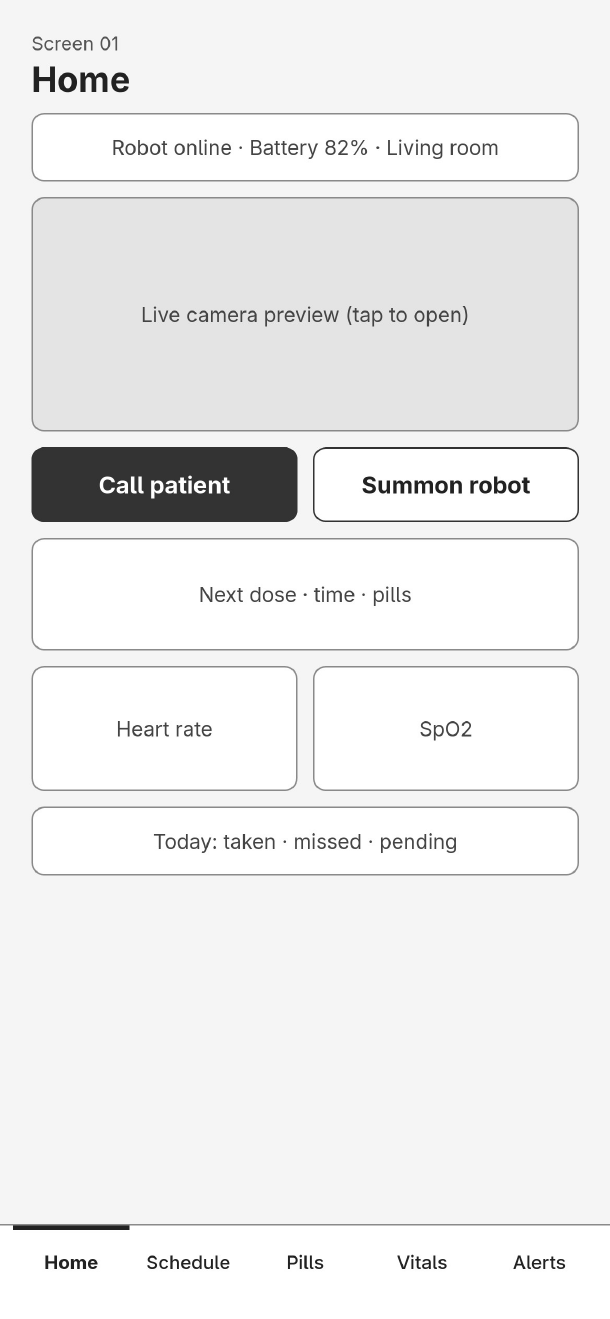 Screen 01
Home
Robot online · Battery 82% · Living room
Live camera preview (tap to open)
Call patient
Summon robot
Next dose · time · pills
Heart rate
SpO2
Today: taken · missed · pending
Home
Schedule
Pills
Vitals
Alerts